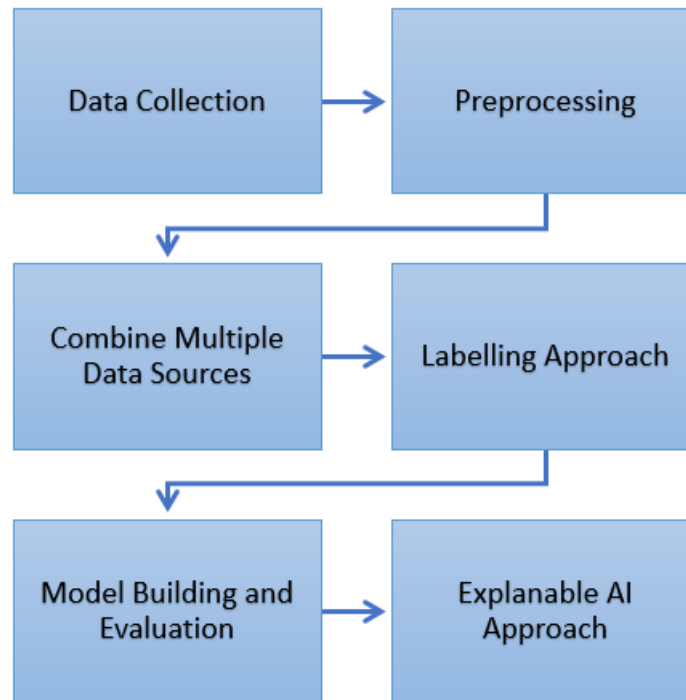 Data Collection
Preprocessing
Combine Multiple
Data Sources
Labelling Approach
Model Building and
Evaluation
Explanable AI
Approach